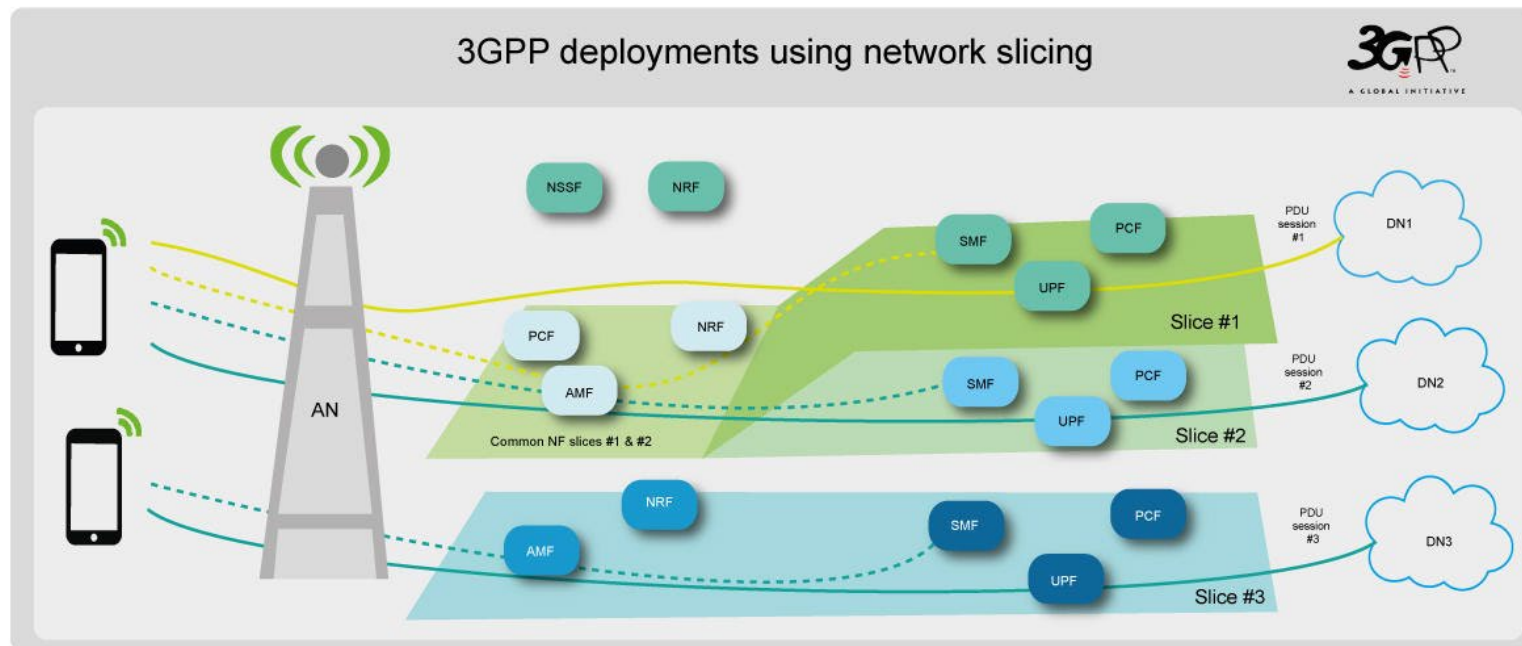 3GPP deployments using network slicing
3GPP
A GLOBAL INITIATIVE
NSSF
NRF
SMF
PCF
UPF
Slice #1
PDU
session
#1
DN1
AN
PCF
NRF
AMF
Common NF slices #1 & #2
SMF
PCF
UPF
Slice #2
PDU
session
#2
DN2
NRF
AMF
SMF
PCF
UPF
Slice #3
PDU
session
#3
DN3